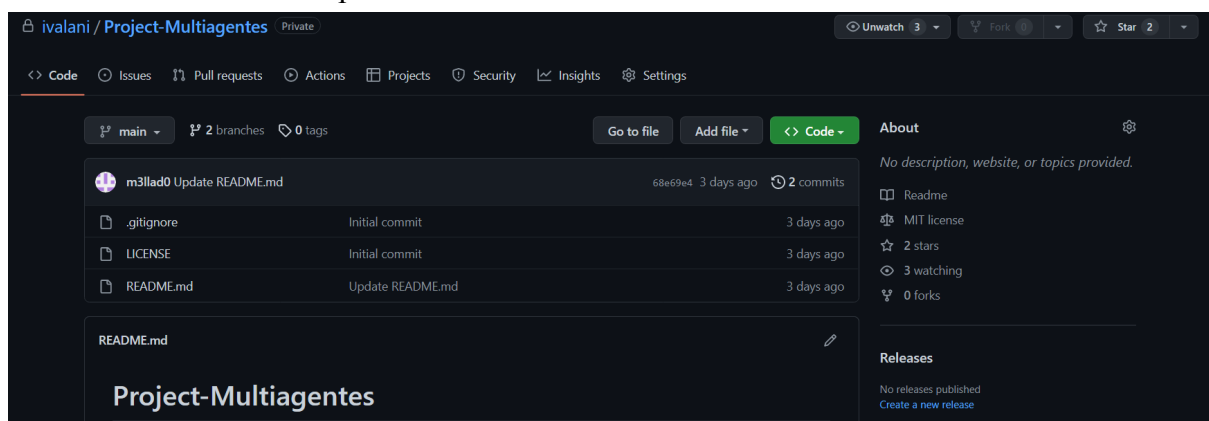 ivalani / Project-Multiagentes Private Unwatch 3 Fork 0 Star 2
Code Issues Pull requests Actions Projects Security Insights Settings
main 2 branches 0 tags Go to file Add file Code
m3llad0 Update README.md 68e69e4 3 days ago 2 commits
.gitignore Initial commit 3 days ago
LICENSE Initial commit 3 days ago
README.md Update README.md 3 days ago
README.md
Project-Multiagentes
About
No description, website, or topics provided.
Readme
MIT license
2 stars
3 watching
0 forks
Releases
No releases published
Create a new release